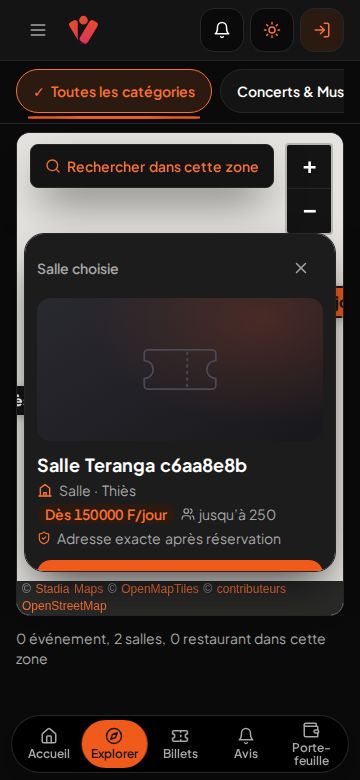 ✓ Toutes les catégories
Concerts & Mus
Rechercher dans cette zone
+
−
Salle choisie
Salle Teranga c6aa8e8b
Salle · Thiès
Dès 150000 F/jour jusqu’à 250
Adresse exacte après réservation
© Stadia Maps © OpenMapTiles © contributeurs
OpenStreetMap
0 événement, 2 salles, 0 restaurant dans cette
zone
Accueil
Explorer
Billets
Avis
Porte-
feuille